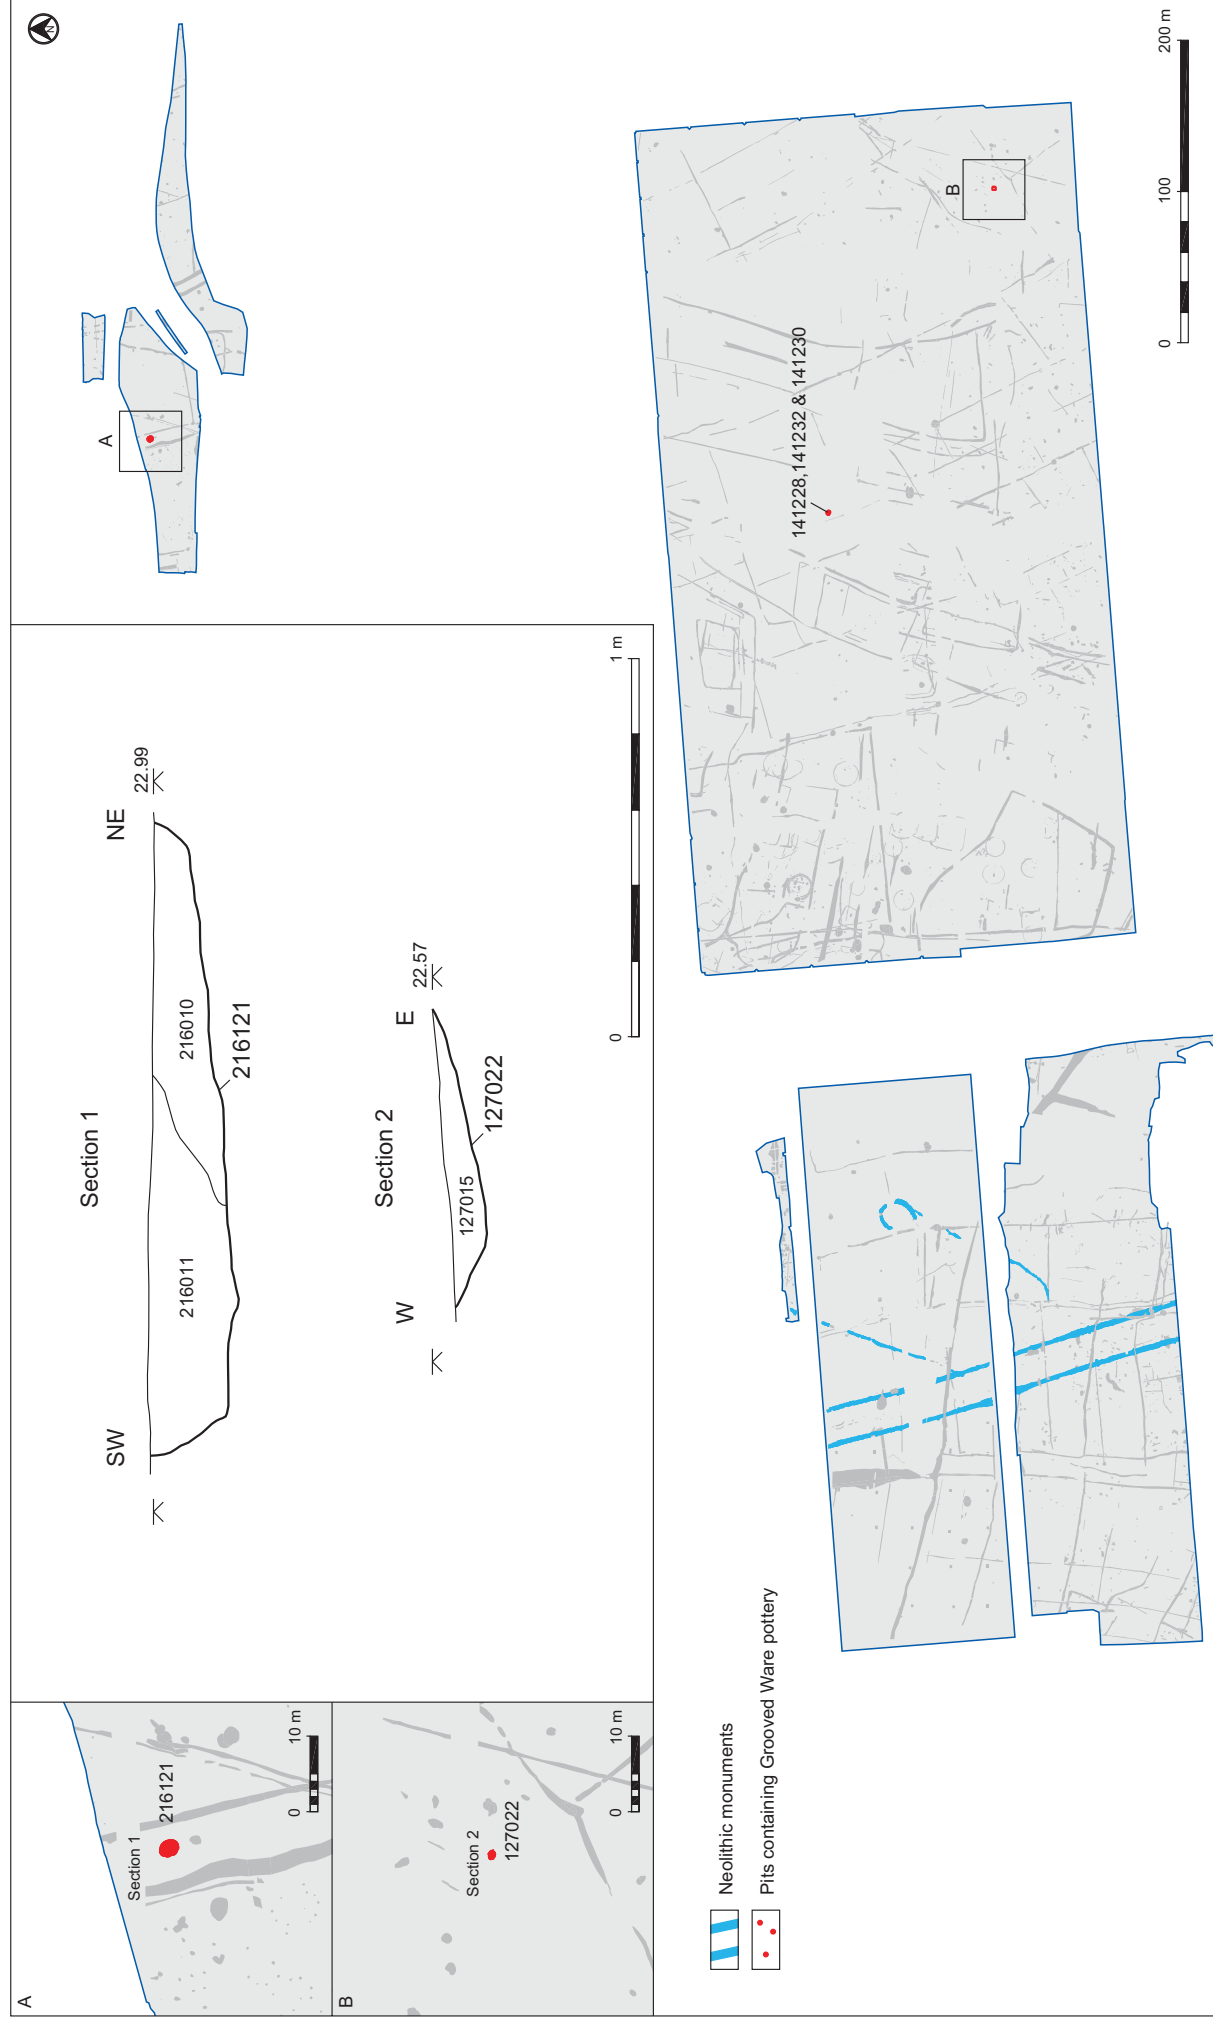 A
Section 1
216121
0 10 m
B
Section 2
127022
0 10 m
Section 1
SW
NE
22.99
216011
216010
216121
Section 2
W
E
22.57
127015
127022
0 1 m
N
A
B
141228,141232 & 141230
0 100 200 m
Neolithic monuments
Pits containing Grooved Ware pottery